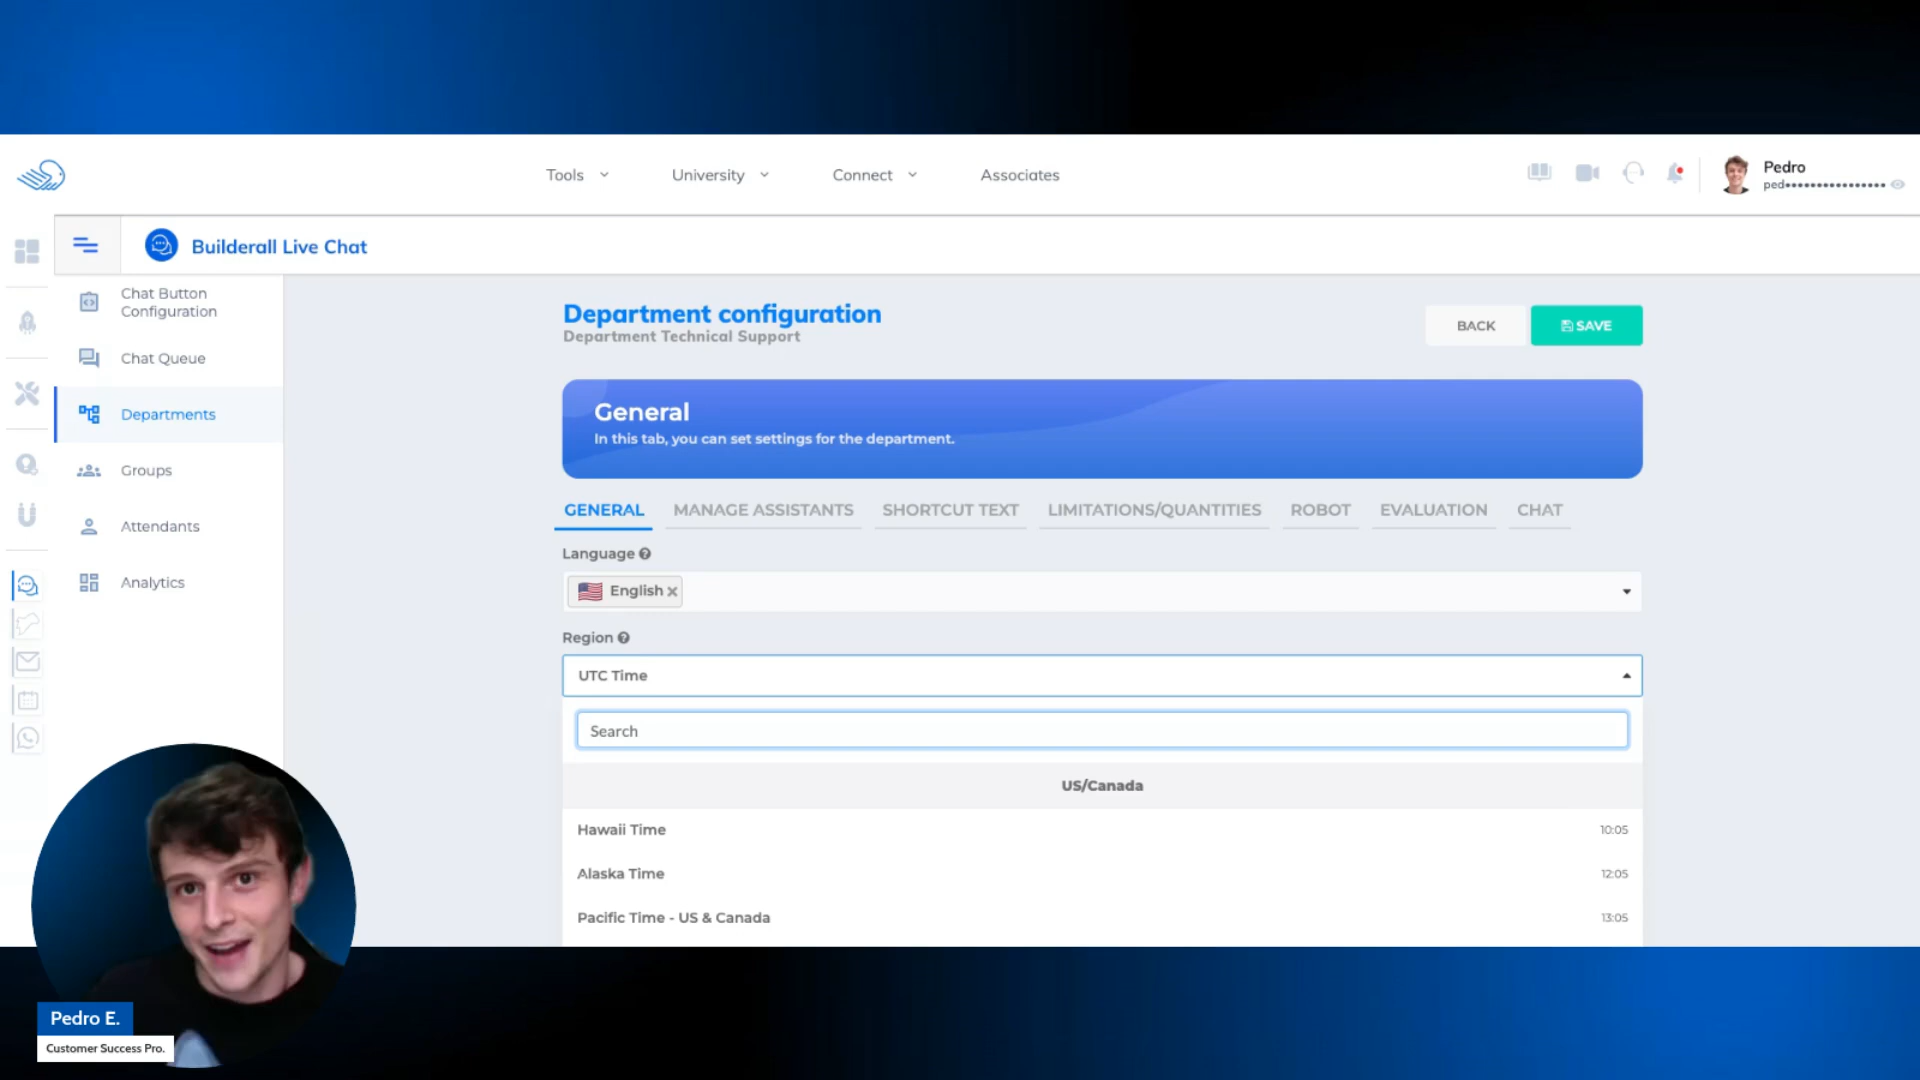 Tools
University
Connect
Associates
Pedro
ped••••••••••••••••
Builderall Live Chat
Chat Button
Configuration
Chat Queue
Departments
Groups
Attendants
Analytics
Department configuration
Department Technical Support
BACK
SAVE
General
In this tab, you can set settings for the department.
GENERAL
MANAGE ASSISTANTS
SHORTCUT TEXT
LIMITATIONS/QUANTITIES
ROBOT
EVALUATION
CHAT
Language
English
Region
UTC Time
Search
US/Canada
Hawaii Time 10:05
Alaska Time 12:05
Pacific Time - US & Canada 13:05
Pedro E.
Customer Success Pro.